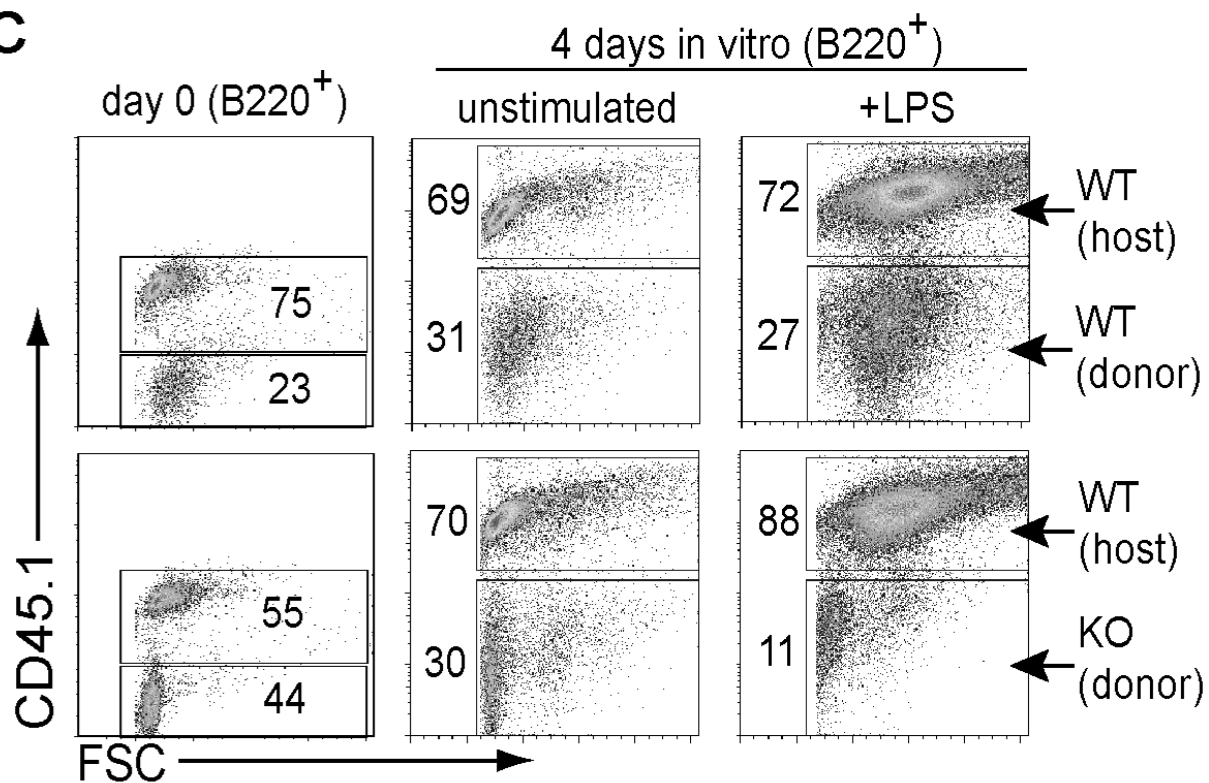 C
4 days in vitro (B220+)
day 0 (B220+)
unstimulated
+LPS
75
23
69
31
72
27
WT
(host)
WT
(donor)
55
44
70
30
88
11
WT
(host)
KO
(donor)
CD45.1
FSC